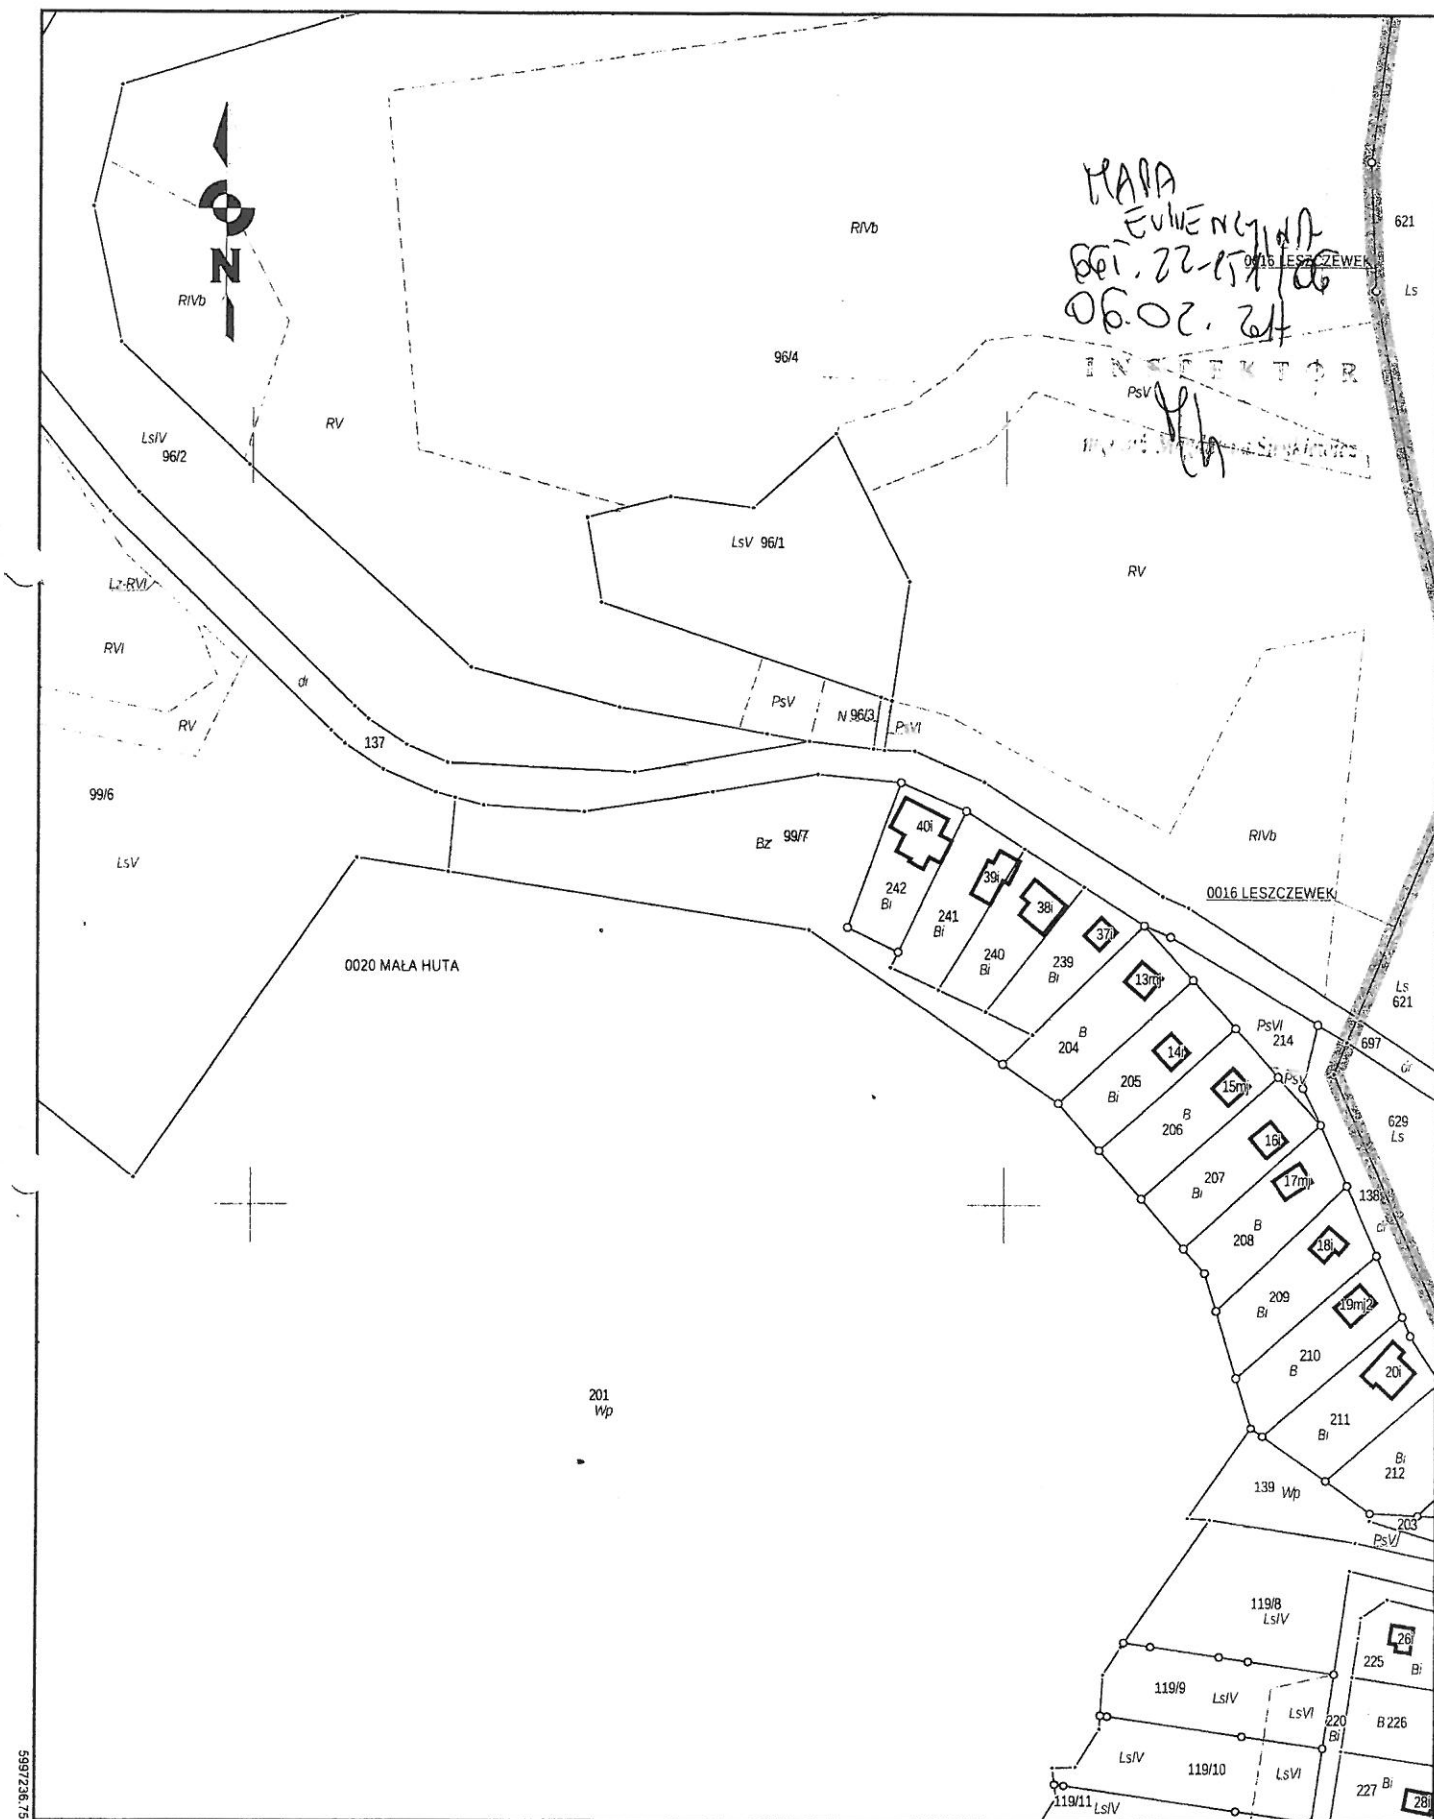 MAPA
621
RIVb
0016 LESZCZEWEK
Ls
N
RIVb
96/4
INSPEKTOR
PsV
RV
LsIV
96/2
LsV 96/1
RV
Lz-RVI
RVI
dr
PsV
N 96/3
PsVI
RV
137
99/6
LsV
Bz 99/7
RIVb
40i
242
Bi
39i
241
Bi
38i
240
Bi
37i
239
Bi
0016 LESZCZEWEK
0020 MAŁA HUTA
13mj
B
204
Ls
621
PsVI
214
697
dr
14i
205
Bi
PsV
15mj
B
206
629
Ls
16i
207
Bi
17mj
138
dr
B
208
18i
209
Bi
19mj2
210
B
20i
211
Bi
201
Wp
Bi
212
139 Wp
203
PsV
119/8
LsIV
26i
225
Bi
119/9
LsIV
LsVI
220
Bi
B 226
LsIV
119/10
LsVI
227 Bi
28i
119/11 LsIV
5997236.75